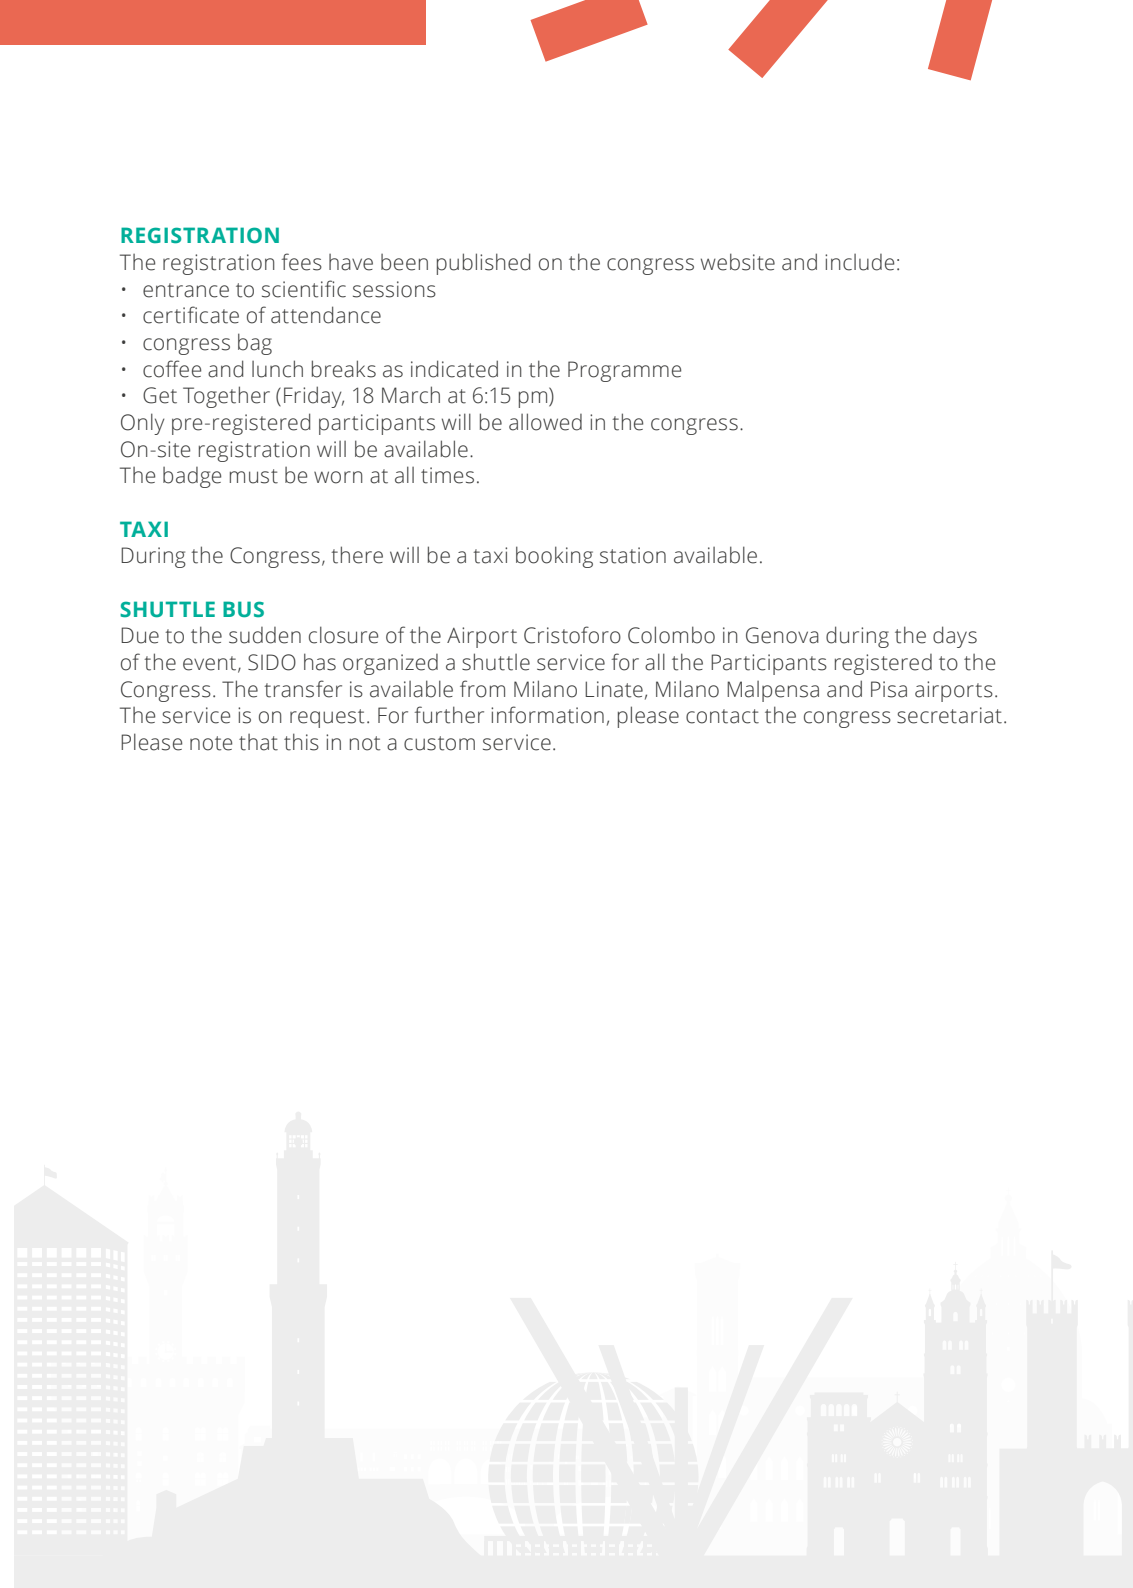 REGISTRATION
The registration fees have been published on the congress website and include:
• entrance to scientific sessions
• certificate of attendance
• congress bag
• coffee and lunch breaks as indicated in the Programme
• Get Together (Friday, 18 March at 6:15 pm)
Only pre-registered participants will be allowed in the congress.
On-site registration will be available.
The badge must be worn at all times.
TAXI
During the Congress, there will be a taxi booking station available.
SHUTTLE BUS
Due to the sudden closure of the Airport Cristoforo Colombo in Genova during the days
of the event, SIDO has organized a shuttle service for all the Participants registered to the
Congress. The transfer is available from Milano Linate, Milano Malpensa and Pisa airports.
The service is on request. For further information, please contact the congress secretariat.
Please note that this in not a custom service.